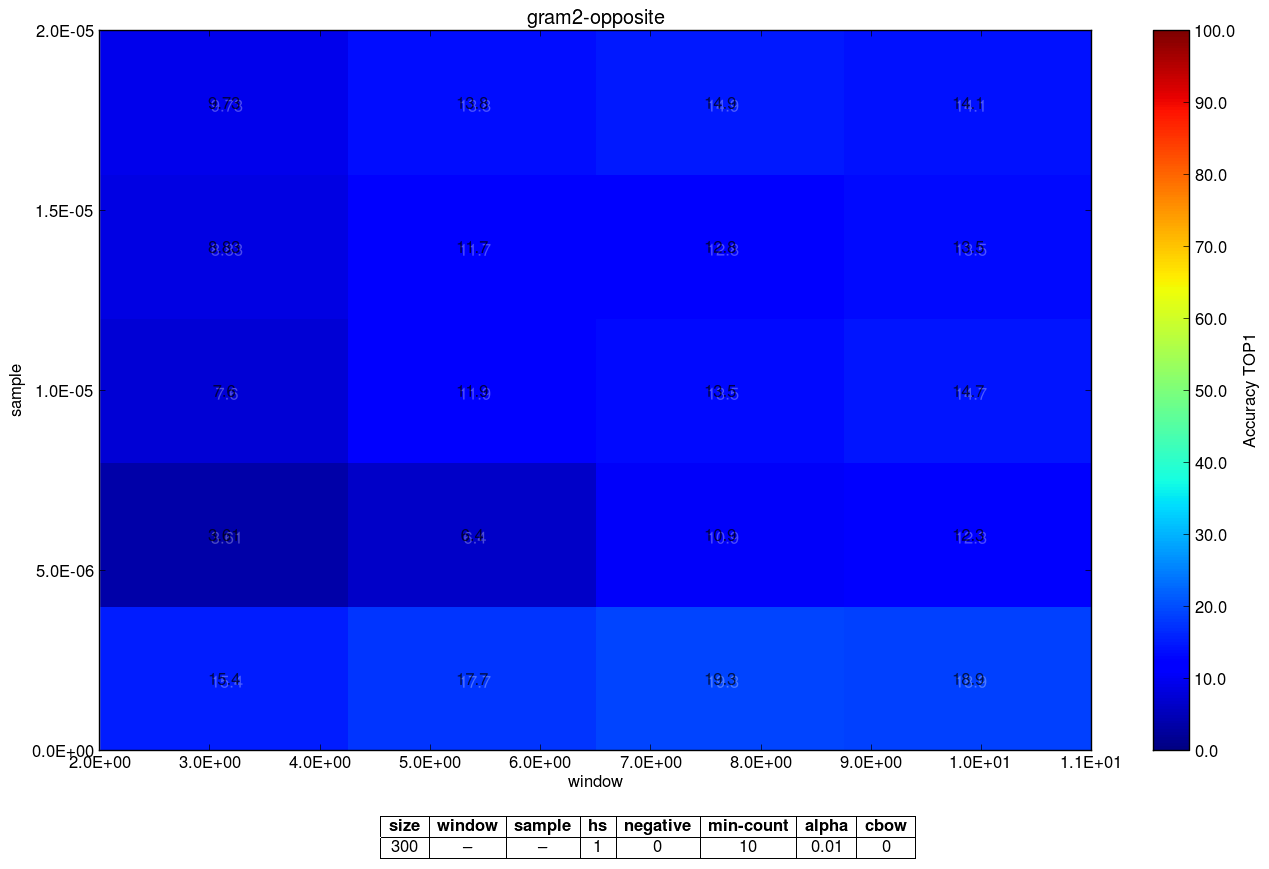 gram2-opposite
2.0E-05
100.0
9.73 13.8 14.9 14.1
90.0
80.0
1.5E-05
8.83 11.7 12.8 13.5
70.0
60.0
sample
1.0E-05
7.6 11.9 13.5 14.7
50.0
Accuracy TOP1
40.0
3.61 6.4 10.9 12.3
30.0
5.0E-06
20.0
15.4 17.7 19.3 18.9
10.0
0.0E+00
0.0
2.0E+00 3.0E+00 4.0E+00 5.0E+00 6.0E+00 7.0E+00 8.0E+00 9.0E+00 1.0E+01 1.1E+01
window
size window sample hs negative min-count alpha cbow
300 – – 1 0 10 0.01 0